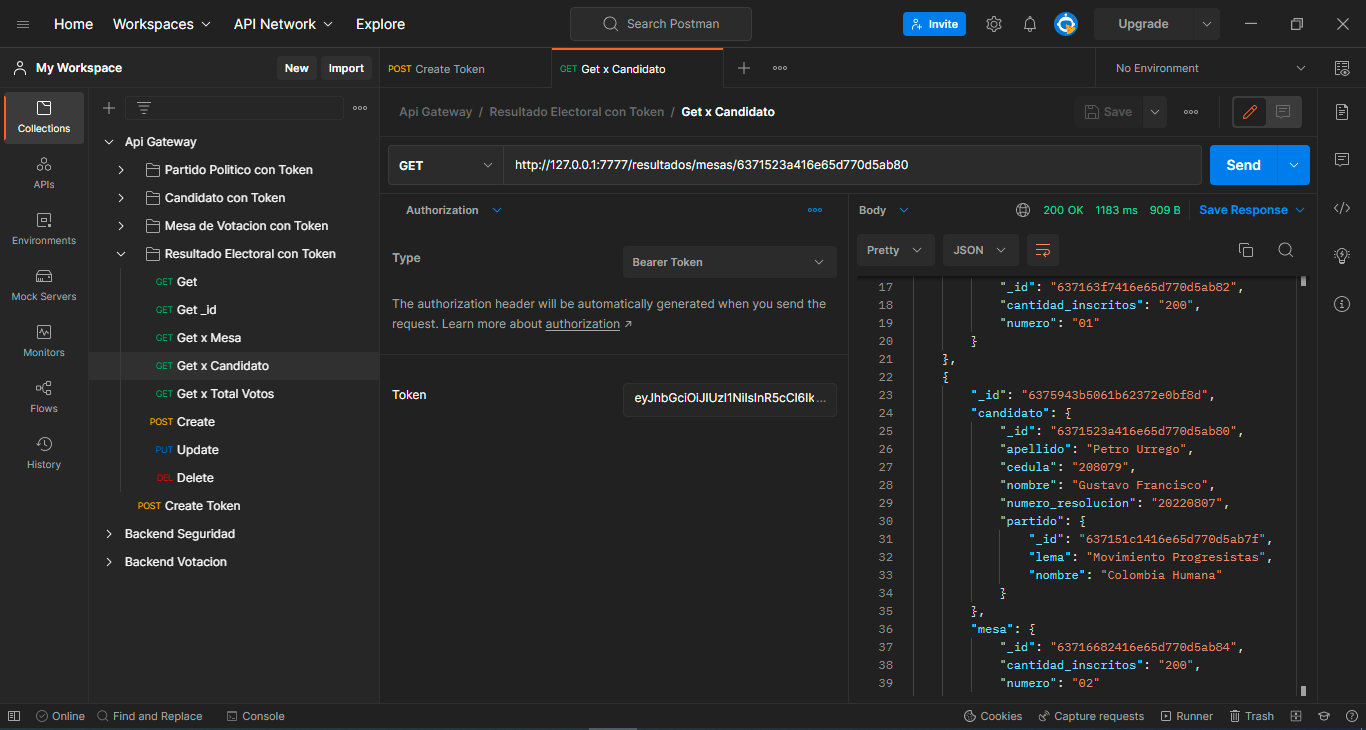 Home Workspaces API Network Explore Search Postman Invite Upgrade
My Workspace New Import POST Create Token GET Get x Candidato No Environment
Collections
APIs
Environments
Mock Servers
Monitors
Flows
History
Api Gateway
Partido Politico con Token
Candidato con Token
Mesa de Votacion con Token
Resultado Electoral con Token
GET Get
GET Get _id
GET Get x Mesa
GET Get x Candidato
GET Get x Total Votos
POST Create
PUT Update
DEL Delete
POST Create Token
Backend Seguridad
Backend Votacion
Api Gateway / Resultado Electoral con Token / Get x Candidato Save
GET http://127.0.0.1:7777/resultados/mesas/6371523a416e65d770d5ab80 Send
Authorization
Type Bearer Token
The authorization header will be automatically generated when you send the
request. Learn more about authorization ↗
Token eyJhbGciOiJIUzI1NiIsInR5cCI6Ik...
Body 200 OK 1183 ms 909 B Save Response
Pretty JSON
17 "_id": "637163f7416e65d770d5ab82",
18 "cantidad_inscritos": "200",
19 "numero": "01"
20 }
21 },
22 {
23 "_id": "6375943b5061b62372e0bf8d",
24 "candidato": {
25 "_id": "6371523a416e65d770d5ab80",
26 "apellido": "Petro Urrego",
27 "cedula": "208079",
28 "nombre": "Gustavo Francisco",
29 "numero_resolucion": "20220807",
30 "partido": {
31 "_id": "637151c1416e65d770d5ab7f",
32 "lema": "Movimiento Progresistas",
33 "nombre": "Colombia Humana"
34 }
35 },
36 "mesa": {
37 "_id": "63716682416e65d770d5ab84",
38 "cantidad_inscritos": "200",
39 "numero": "02"
Online Find and Replace Console Cookies Capture requests Runner Trash